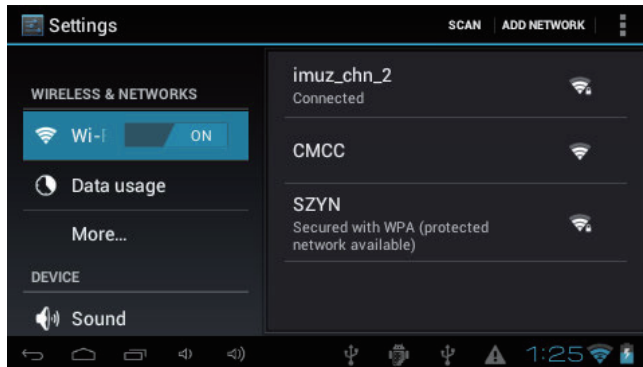 Settings
SCAN
ADD NETWORK
WIRELESS & NETWORKS
Wi-F
ON
Data usage
More...
DEVICE
Sound
imuz_chn_2
Connected
CMCC
SZYN
Secured with WPA (protected
network available)
1:25